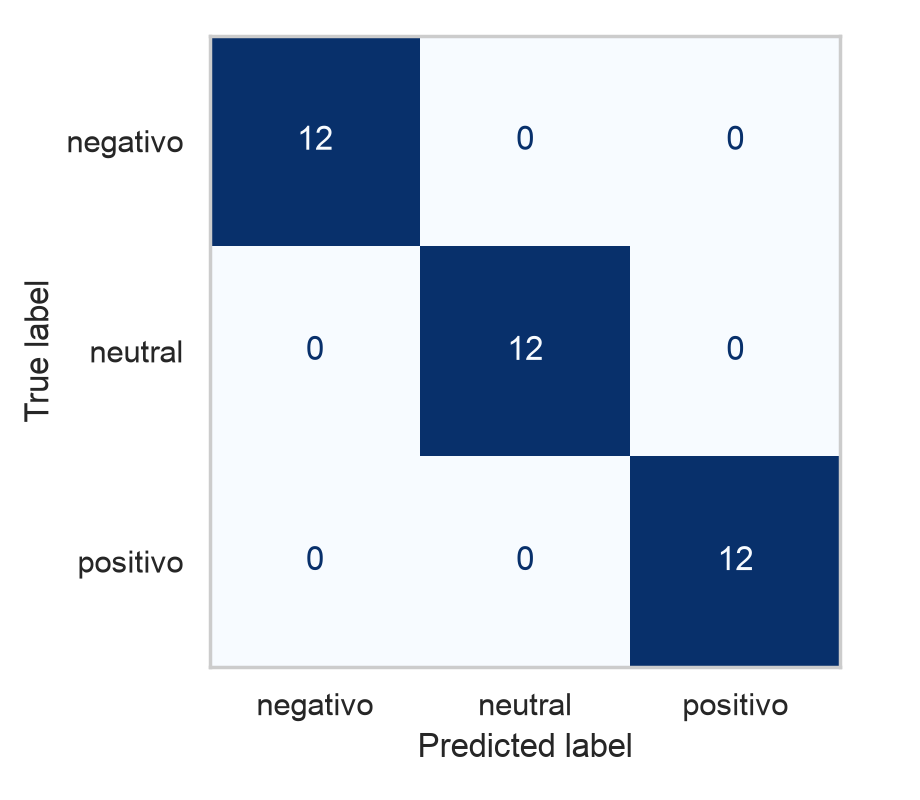 negativo 12 0 0
True label
neutral 0 12 0
positivo 0 0 12
negativo neutral positivo
Predicted label